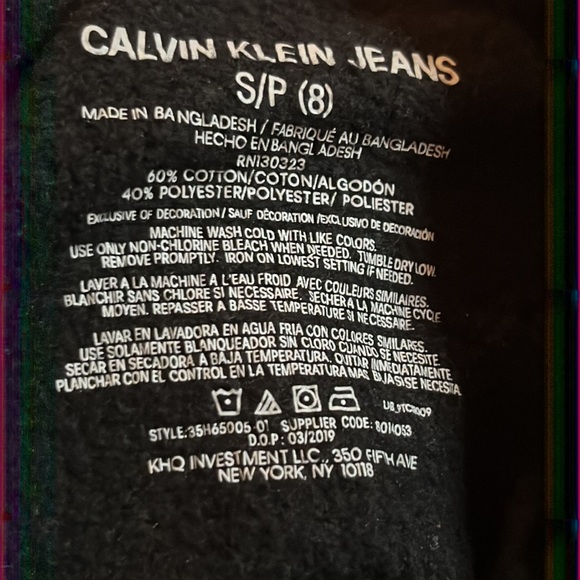 CALVIN KLEIN JEANS
S/P (8)
MADE IN BANGLADESH / FABRIQUÉ AU BANGLADESH
HECHO EN BANGLADESH
RN130323
60% COTTON/COTON/ALGODÓN
40% POLYESTER/POLYESTER/ POLIESTER
EXCLUSIVE OF DECORATION / SAUF DÉCORATION /EXCLUSIVO DE DECORACIÓN
MACHINE WASH COLD WITH LIKE COLORS.
USE ONLY NON-CHLORINE BLEACH WHEN NEEDED. TUMBLE DRY LOW.
REMOVE PROMPTLY. IRON ON LOWEST SETTING IF NEEDED.
LAVER A LA MACHINE A L'EAU FROID AVEC COULEURS SIMILAIRES.
BLANCHIR SANS CHLORE SI NECESSAIRE. SECHER A LA MACHINE CYCLE
MOYEN. REPASSER A BASSE TEMPERATURE SI NECESSAIRE.
LAVAR EN LAVADORA EN AGUA FRIA CON COLORES SIMILARES.
USE SOLAMENTE BLANQUEADOR SIN CLORO CUANDO SE NECESITE.
SECAR EN SECADORA A BAJA TEMPERATURA. QUITAR INMEDIATAMENTE
PLANCHAR CON EL CONTROL EN LA TEMPERATURA MAS BAJA SI SE NECESITA
STYLE:35H65005-01 SUPPLIER CODE:
D.O.P: 03/2019
KHQ INVESTMENT LLC., 350 FIFTH AVE
NEW YORK, NY 10118